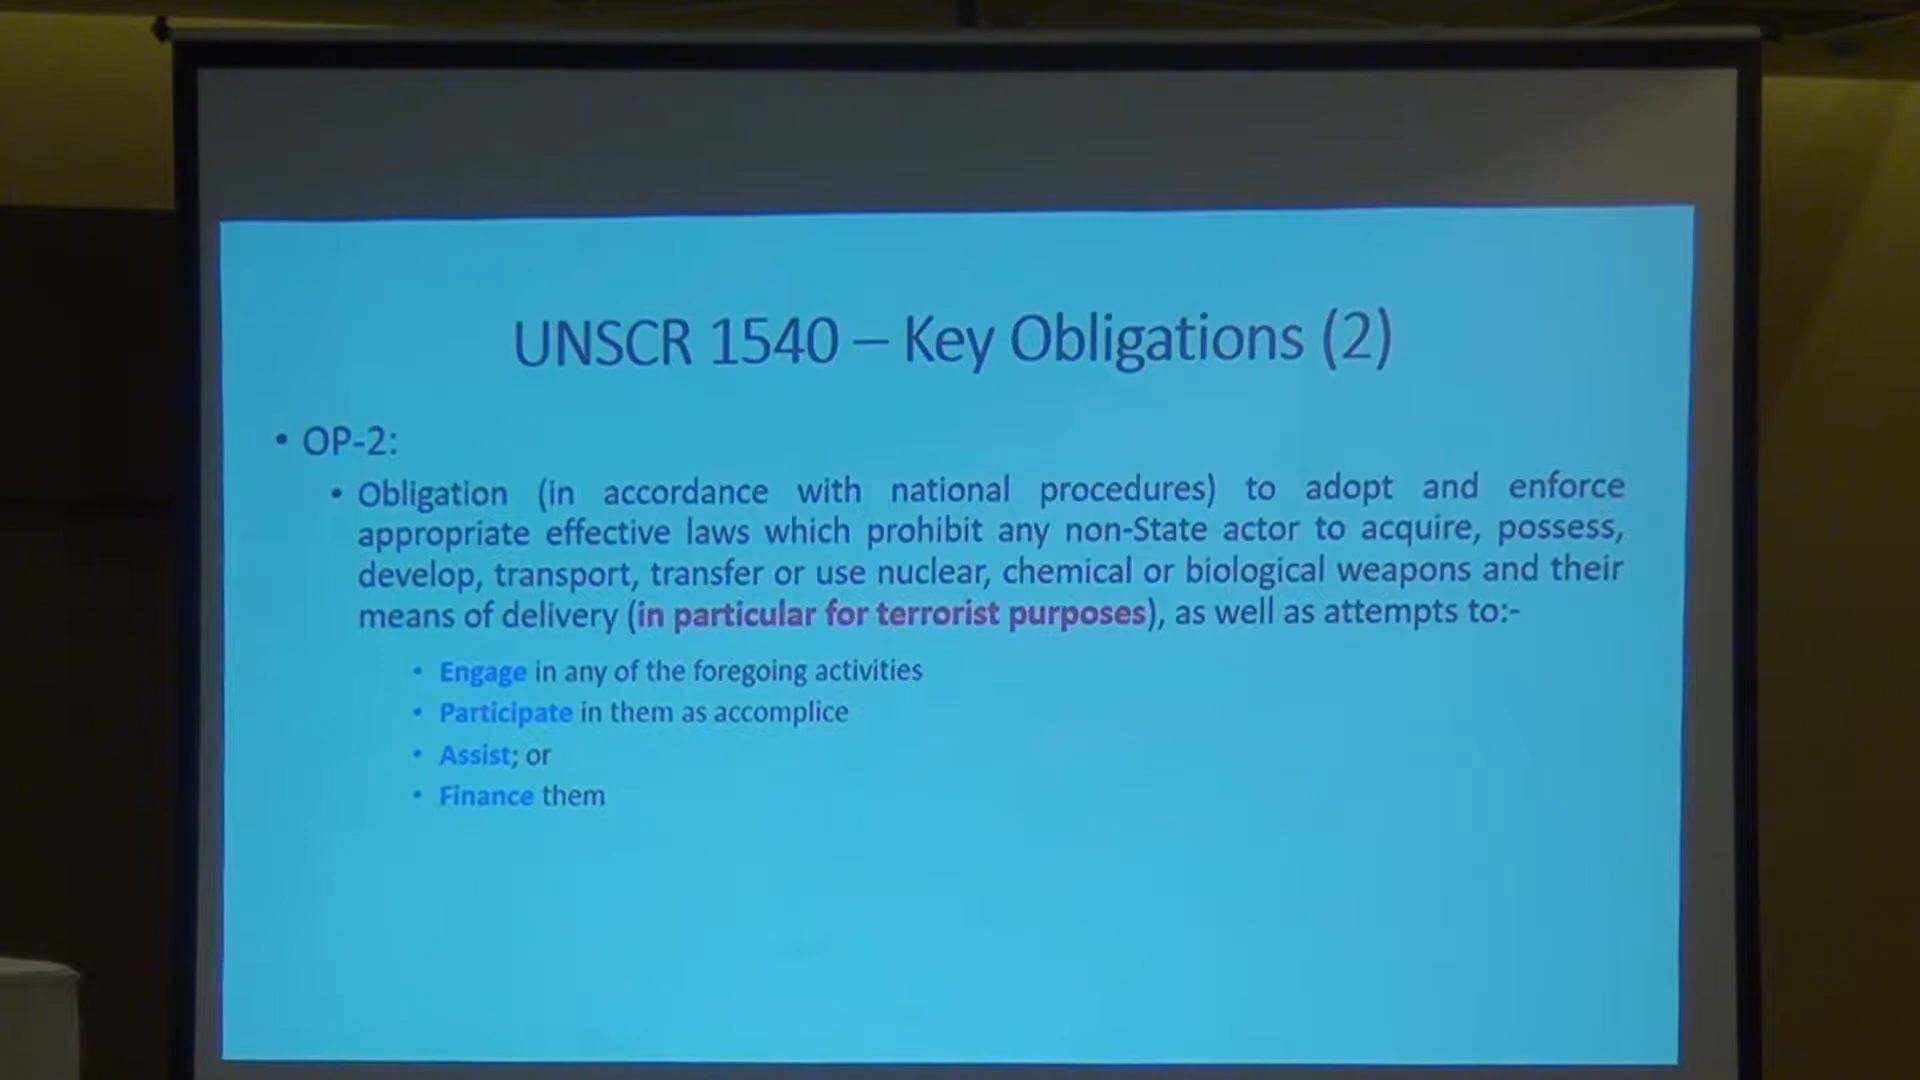 UNSCR 1540 – Key Obligations (2)
• OP-2:
• Obligation (in accordance with national procedures) to adopt and enforce
appropriate effective laws which prohibit any non-State actor to acquire, possess,
develop, transport, transfer or use nuclear, chemical or biological weapons and their
means of delivery (in particular for terrorist purposes), as well as attempts to:-
• Engage in any of the foregoing activities
• Participate in them as accomplice
• Assist; or
• Finance them